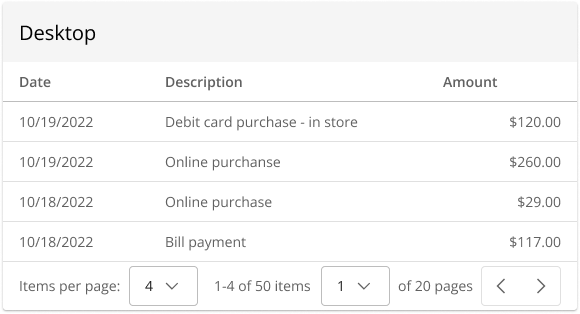 Desktop
Date Description Amount
10/19/2022 Debit card purchase - in store $120.00
10/19/2022 Online purchanse $260.00
10/18/2022 Online purchase $29.00
10/18/2022 Bill payment $117.00
Items per page: 4 1-4 of 50 items 1 of 20 pages